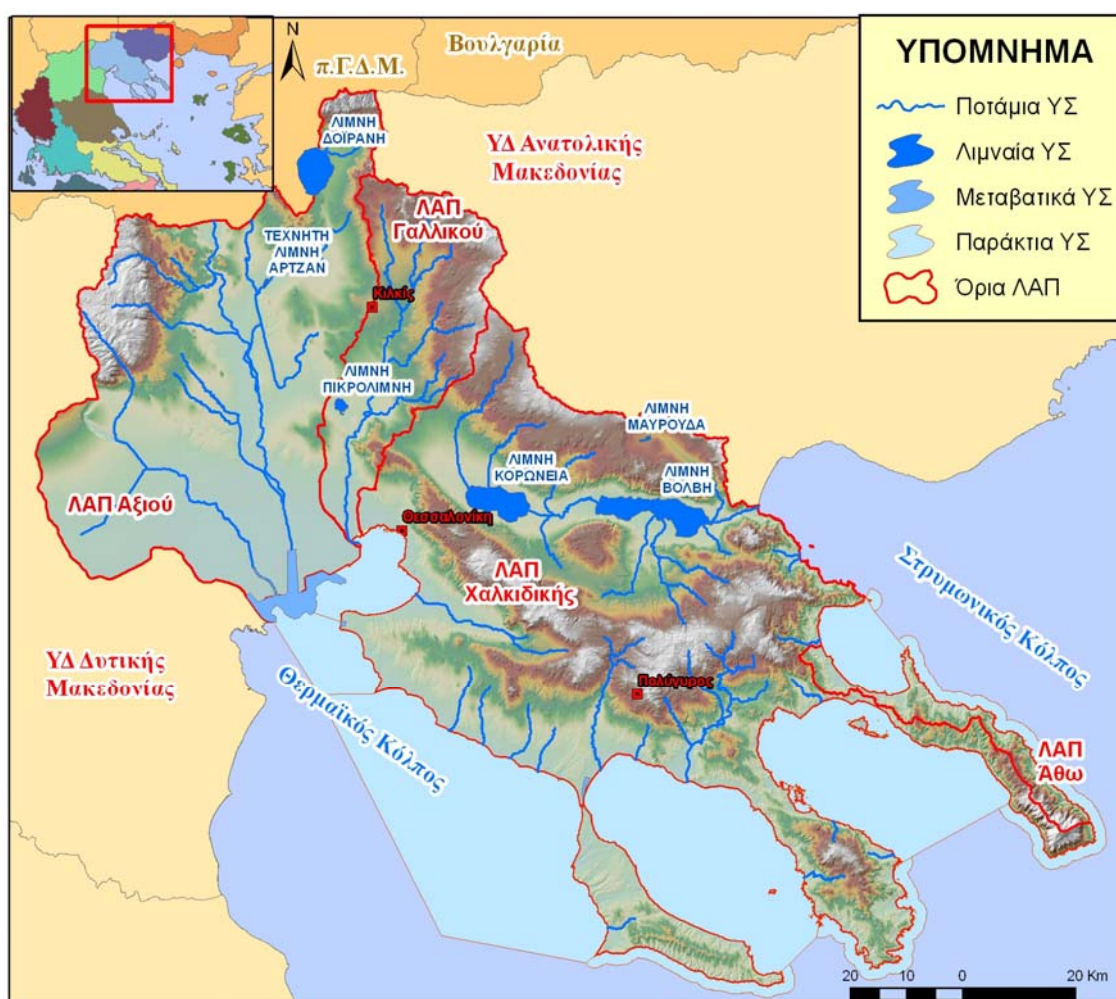 N
Βουλγαρία
π.Γ.Δ.Μ.
ΥΠΟΜΝΗΜΑ
Ποτάμια ΥΣ
Λιμναία ΥΣ
Μεταβατικά ΥΣ
Παράκτια ΥΣ
Όρια ΛΑΠ
ΛΙΜΝΗ
ΔΟΪΡΑΝΗ
ΥΔ Ανατολικής
Μακεδονίας
ΛΑΠ
Γαλλικού
ΤΕΧΝΗΤΗ
ΛΙΜΝΗ
ΑΡΤΖΑΝ
Κιλκίς
ΛΙΜΝΗ
ΠΙΚΡΟΛΙΜΝΗ
ΛΙΜΝΗ
ΜΑΥΡΟΥΔΑ
ΛΙΜΝΗ
ΚΟΡΩΝΕΙΑ
ΛΙΜΝΗ
ΒΟΛΒΗ
ΛΑΠ Αξιού
Θεσσαλονίκη
ΛΑΠ
Χαλκιδικής
Στρυμωνικός Κόλπος
ΥΔ Δυτικής
Μακεδονίας
Θερμαϊκός Κόλπος
Πολύγυρος
ΛΑΠ
Άθω
20 10 0 20 Km